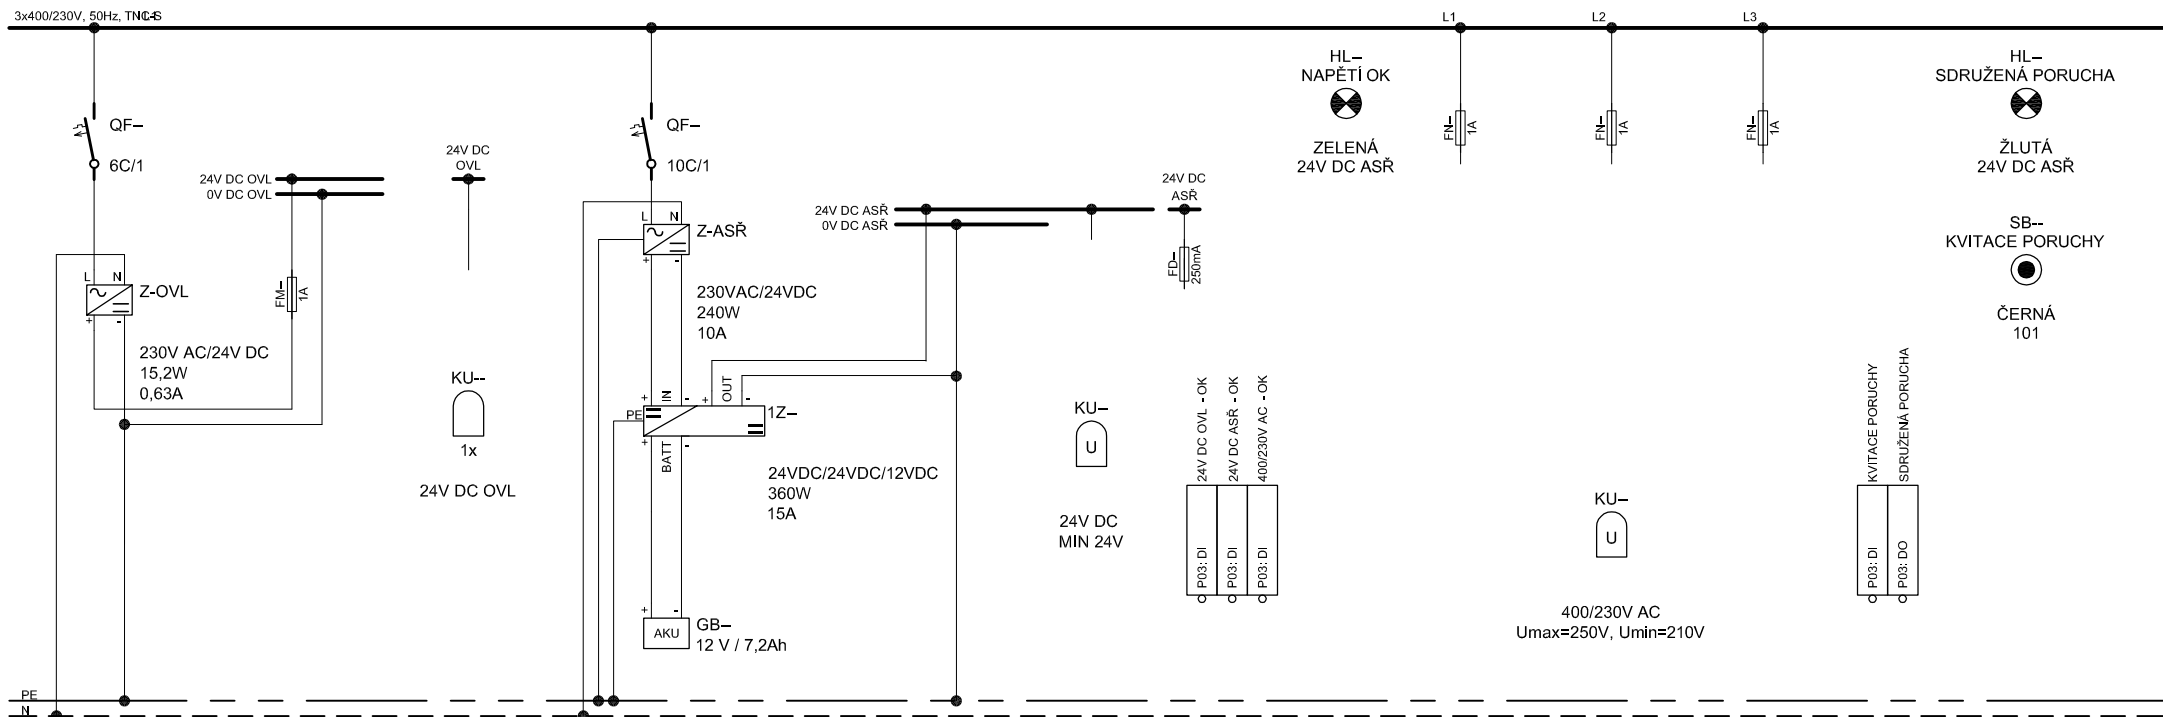 3x400/230V, 50Hz, TNC-S
L1
L2
L3
QF–
6C/1
24V DC OVL
0V DC OVL
24V DC
OVL
L
N
Z-OVL
+
-
230V AC/24V DC
15,2W
0,63A
FM–
1A
KU--
1x
24V DC OVL
QF–
10C/1
L
N
Z-ASŘ
+
-
230VAC/24VDC
240W
10A
24V DC ASŘ
0V DC ASŘ
+
IN
-
+
OUT
-
PE
1Z–
+
BATT
-
24VDC/24VDC/12VDC
360W
15A
+
-
AKU
GB–
12 V / 7,2Ah
KU–
U
24V DC
MIN 24V
24V DC
ASŘ
FD–
250mA
24V DC OVL - OK
24V DC ASŘ - OK
400/230V AC - OK
P03: DI
P03: DI
P03: DI
HL–
NAPĚTÍ OK
ZELENÁ
24V DC ASŘ
FN–
1A
FN–
1A
FN–
1A
KU–
U
400/230V AC
Umax=250V, Umin=210V
HL–
SDRUŽENÁ PORUCHA
ŽLUTÁ
24V DC ASŘ
SB--
KVITACE PORUCHY
ČERNÁ
101
KVITACE PORUCHY
SDRUŽENÁ PORUCHA
P03: DI
P03: DO
PE
N